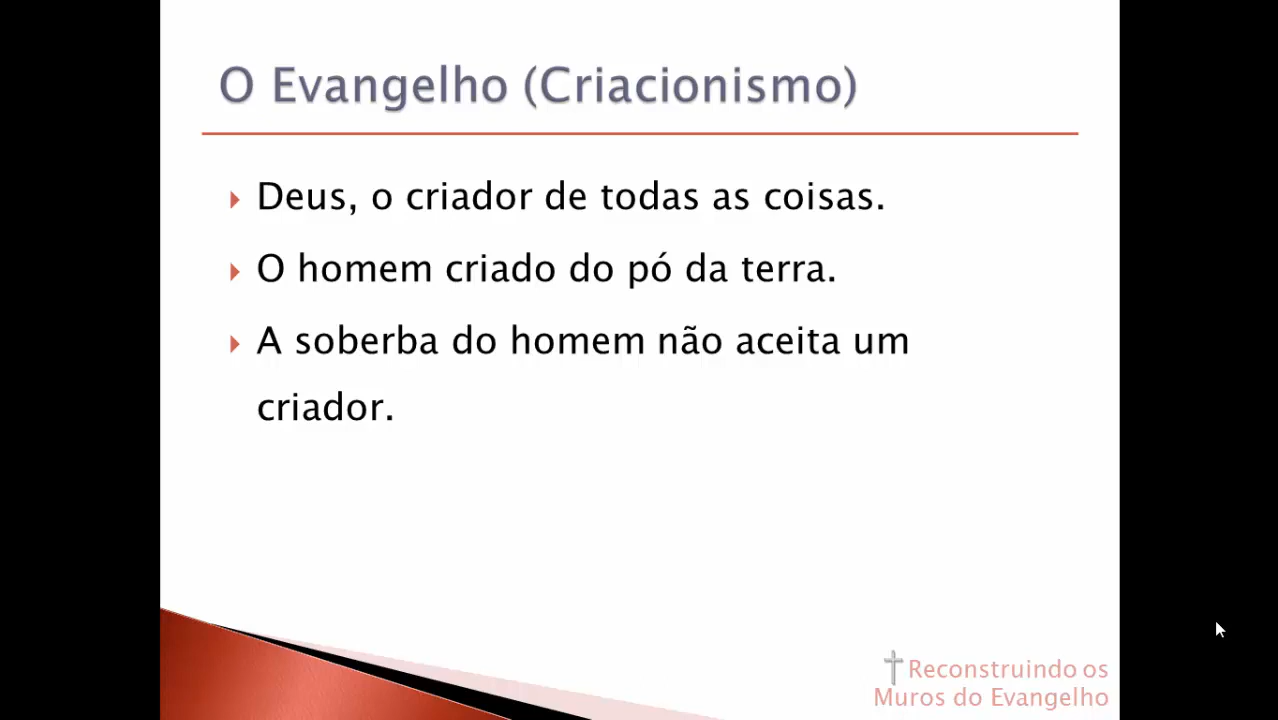 O Evangelho (Criacionismo)
Deus, o criador de todas as coisas.
O homem criado do pó da terra.
A soberba do homem não aceita um
criador.
Reconstruindo os
Muros do Evangelho